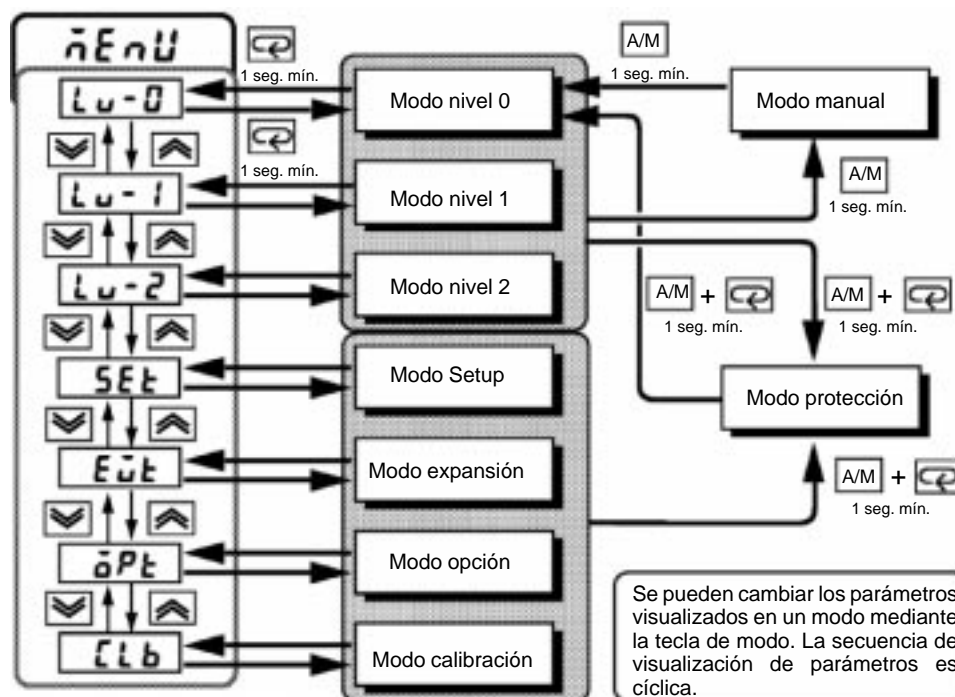 mEnU
1 seg. mín.
A/M
1 seg. mín.
Lu-0
Modo nivel 0
Modo manual
1 seg. mín.
A/M
1 seg. mín.
Lu-1
Modo nivel 1
Lu-2
Modo nivel 2
A/M +
1 seg. mín.
A/M +
1 seg. mín.
SEt
Modo Setup
Modo protección
Modo expansión
A/M +
1 seg. mín.
oPt
Modo opción
CLb
Modo calibración
Se pueden cambiar los parámetros
visualizados en un modo mediante
la tecla de modo. La secuencia de
visualización de parámetros es
cíclica.